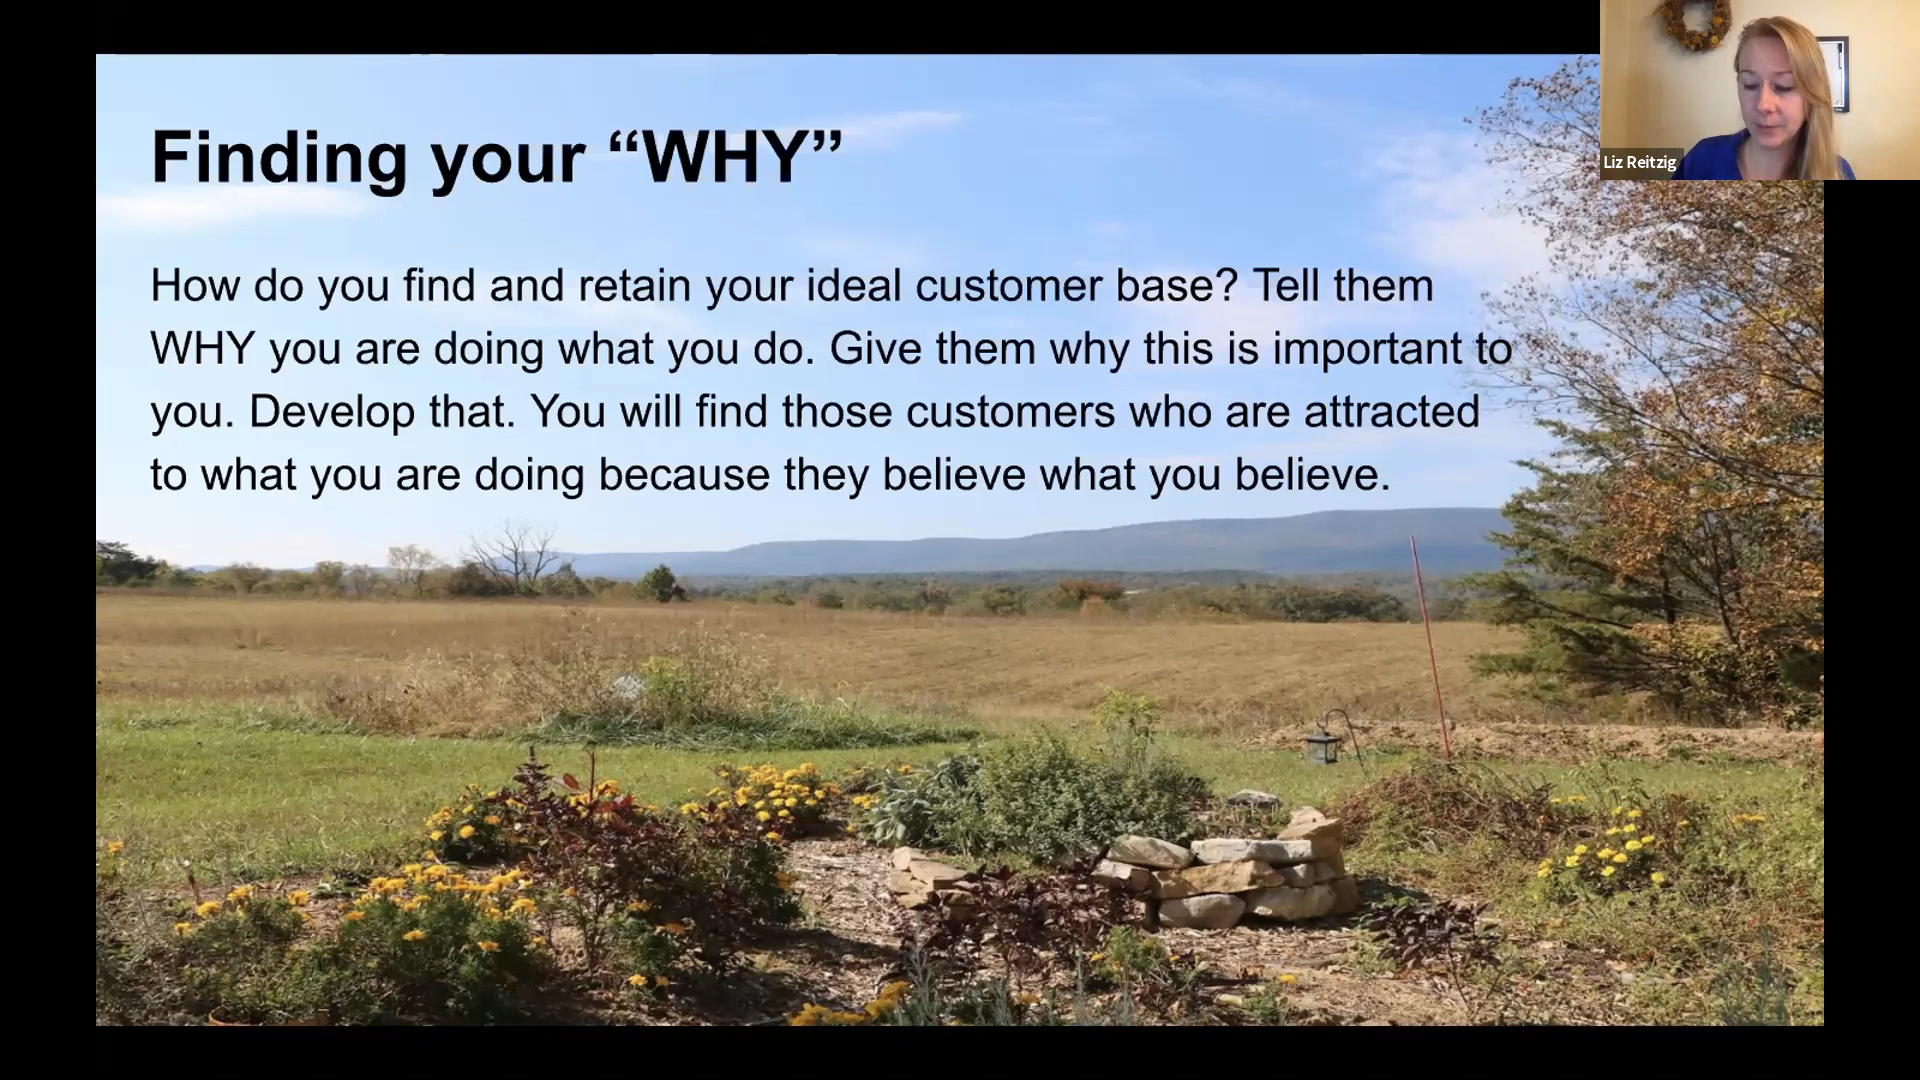 Finding your “WHY”
How do you find and retain your ideal customer base? Tell them
WHY you are doing what you do. Give them why this is important to
you. Develop that. You will find those customers who are attracted
to what you are doing because they believe what you believe.
Liz Reitzig